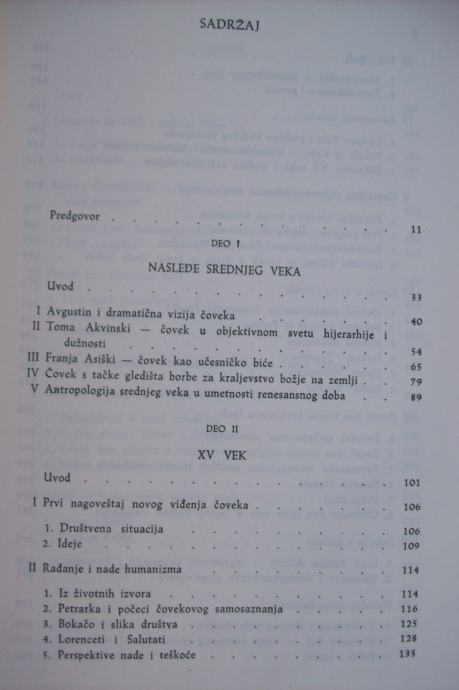 SADRŽAJ
Predgovor . . . . . . . . . . . 11
DEO I
NASLEĐE SREDNJEG VEKA
Uvod . . . . . . . . . . . . 33
I Avgustin i dramatična vizija čoveka . . . . . . 40
II Toma Akvinski — čovek u objektivnom svetu hijerarhije i
dužnosti . . . . . . . . . . . 54
III Franja Asiški — čovek kao učesničko biće . . . . . 65
IV Čovek s tačke gledišta borbe za kraljevstvo božje na zemlji . 79
V Antropologija srednjeg veka u umetnosti renesansnog doba . . 89
DEO II
XV VEK
Uvod . . . . . . . . . . . . 101
I Prvi nagoveštaj novog viđenja čoveka . . . . . . 106
1. Društvena situacija . . . . . . . . . 106
2. Ideje . . . . . . . . . . . 109
II Rađanje i nade humanizma . . . . . . . . 114
1. Iz životnih izvora . . . . . . . . . 114
2. Petrarka i počeci čovekovog samosaznanja . . . . 116
3. Bokačo i slika društva . . . . . . . . 125
4. Lorenceti i Salutati . . . . . . . . 128
5. Perspektive nade i teškoće . . . . . . . 135